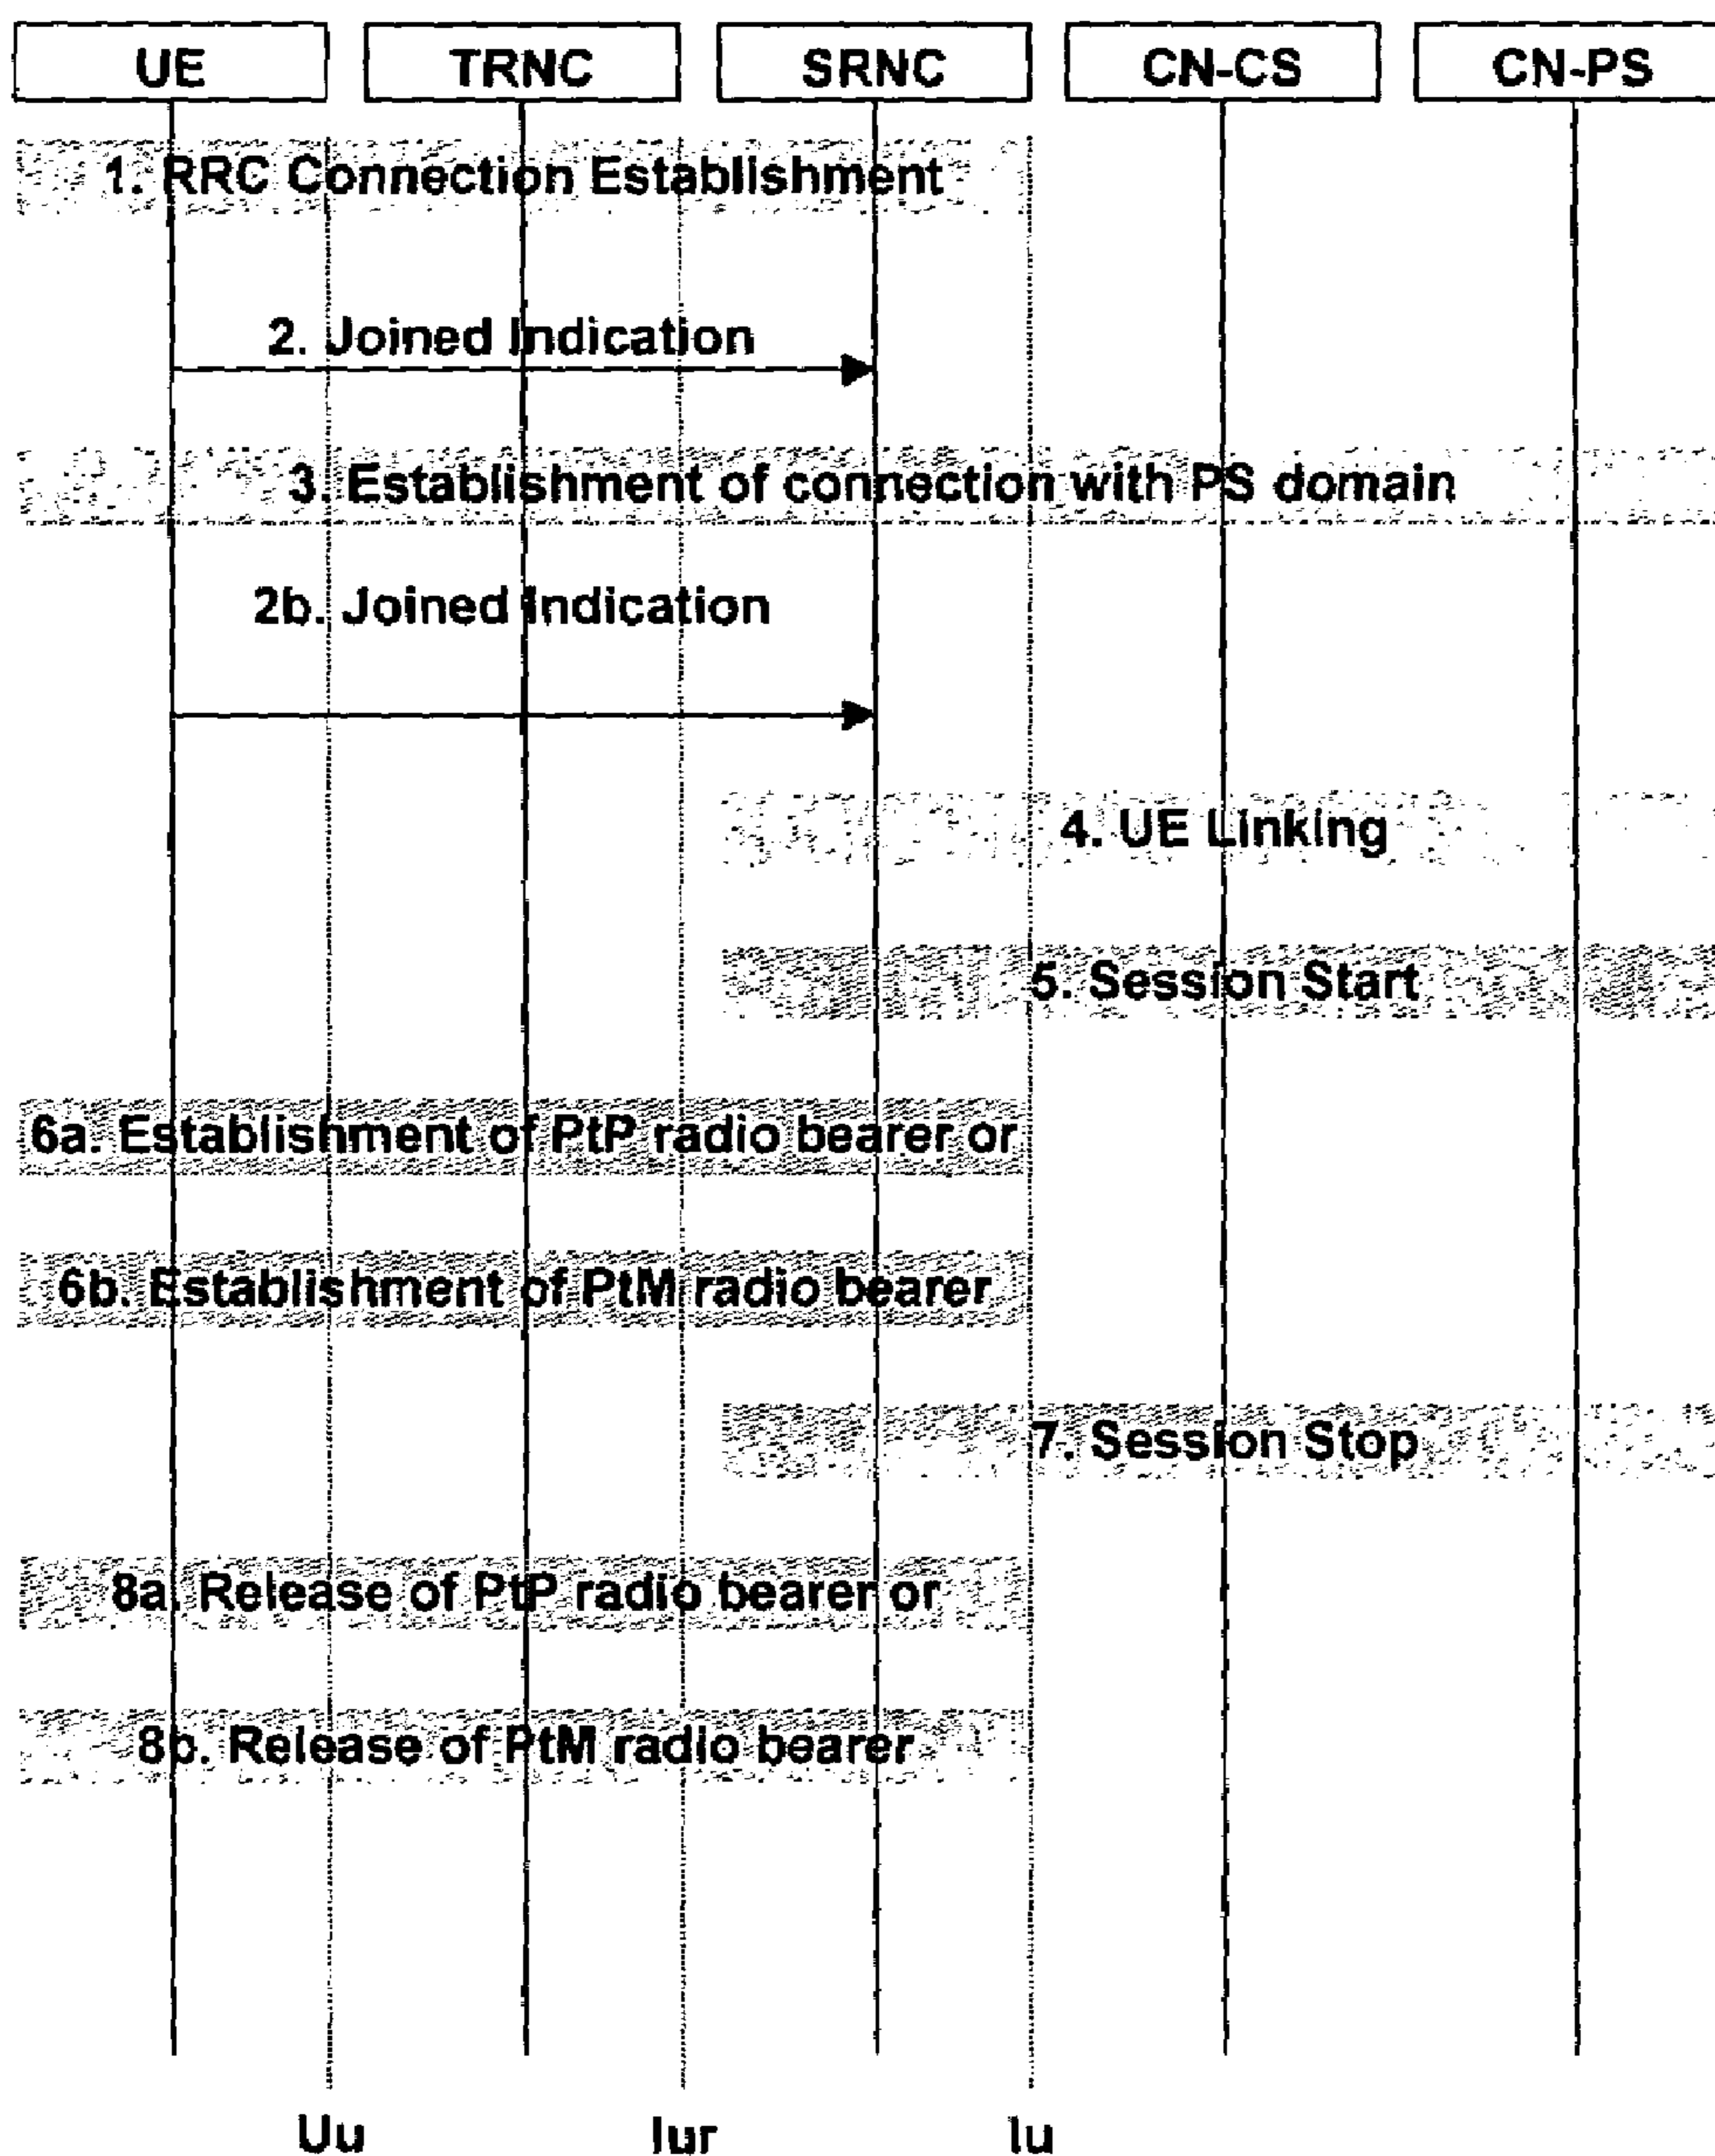 UE TRNC SRNC CN-CS CN-PS
1. RRC Connection Establishment
2. Joined Indication
3. Establishment of connection with PS domain
2b. Joined Indication
4. UE Linking
5. Session Start
6a. Establishment of PtP radio bearer or
6b. Establishment of PtM radio bearer
7. Session Stop
8a. Release of PtP radio bearer or
8b. Release of PtM radio bearer
Uu Iur Iu